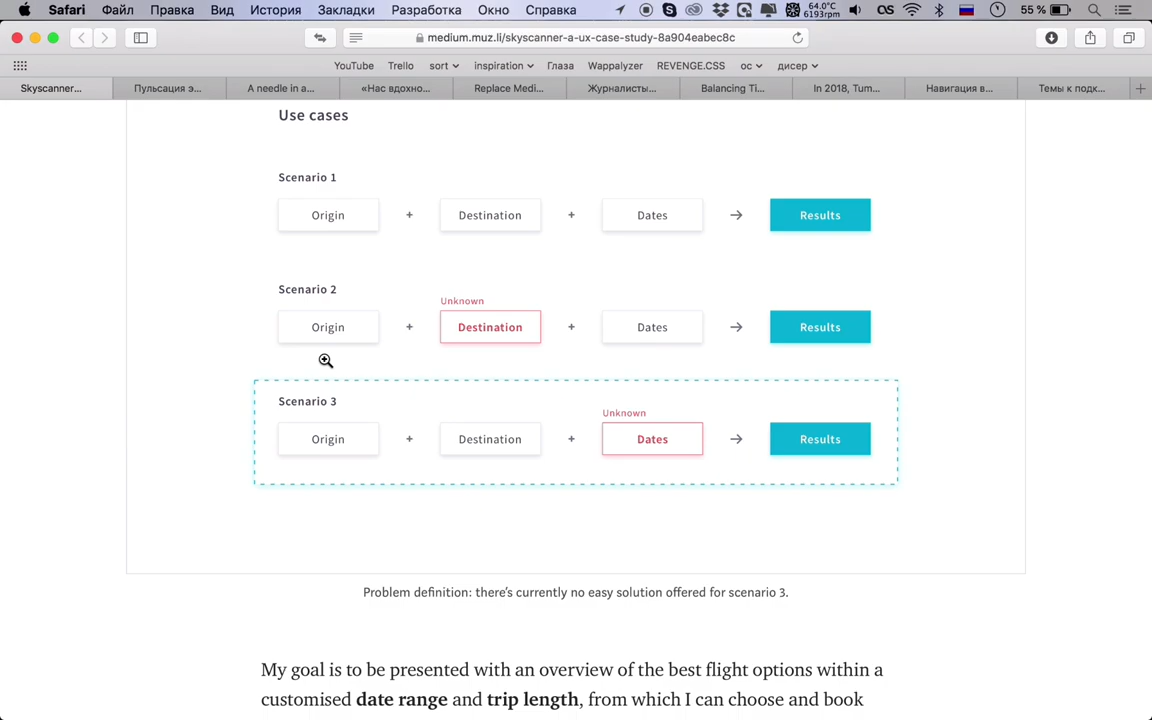 Safari Файл Правка Вид История Закладки Разработка Окно Справка 64.0°C 6193rpm 55 %
medium.muz.li/skyscanner-a-ux-case-study-8a904eabec8c
YouTube Trello sort inspiration Глаза Wappalyzer REVENGE.CSS ос дисер
Skyscanner... Пульсация э... A needle in a... «Нас вдохно... Replace Medi... Журналисты... Balancing Ti... In 2018, Tum... Навигация в... Темы к подк...
Use cases
Scenario 1
Origin + Destination + Dates → Results
Scenario 2
Unknown
Origin + Destination + Dates → Results
Scenario 3
Unknown
Origin + Destination + Dates → Results
Problem definition: there's currently no easy solution offered for scenario 3.
My goal is to be presented with an overview of the best flight options within a
customised date range and trip length, from which I can choose and book